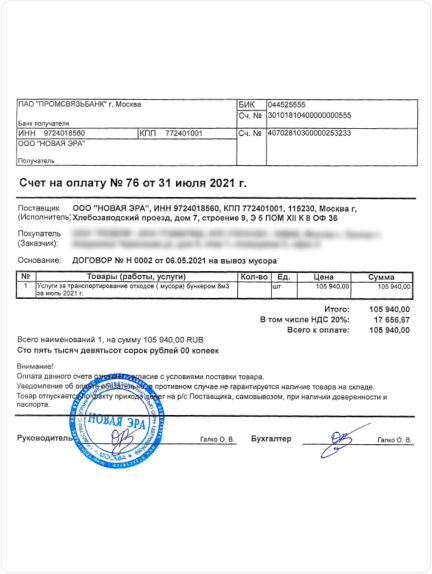 ПАО "ПРОМСВЯЗЬБАНК" г. Москва
БИК 044525555
Сч. № 30101810400000000555
Банк получателя
ИНН 9724018560 КПП 772401001 Сч. № 40702810300000253233
ООО "НОВАЯ ЭРА"
Получатель
Счет на оплату № 76 от 31 июля 2021 г.
Поставщик ООО "НОВАЯ ЭРА", ИНН 9724018560, КПП 772401001, 115230, Москва г,
(Исполнитель) Хлебозаводский проезд, дом 7, строение 9, Э 5 ПОМ XII К 8 ОФ 36
Покупатель
(Заказчик):
Основание: ДОГОВОР № Н 0002 от 06.05.2021 на вывоз мусора
№ Товары (работы, услуги) Кол-во Ед. Цена Сумма
1 Услуги за транспортирование отходов ( мусора) бункером 8м3 шт 105 940,00 105 940,00
за июль 2021 г.
Итого: 105 940,00
В том числе НДС 20%: 17 656,67
Всего к оплате: 105 940,00
Всего наименований 1, на сумму 105 940,00 RUB
Сто пять тысяч девятьсот сорок рублей 00 копеек
Внимание!
Оплата данного счета означает согласие с условиями поставки товара.
Уведомление об оплате обязательно, в противном случае не гарантируется наличие товара на складе.
Товар отпускается по факту прихода денег на р/с Поставщика, самовывозом, при наличии доверенности и
паспорта.
НОВАЯ ЭРА
МОСКВА
Руководитель Галко О. В. Бухгалтер Галко О. В.